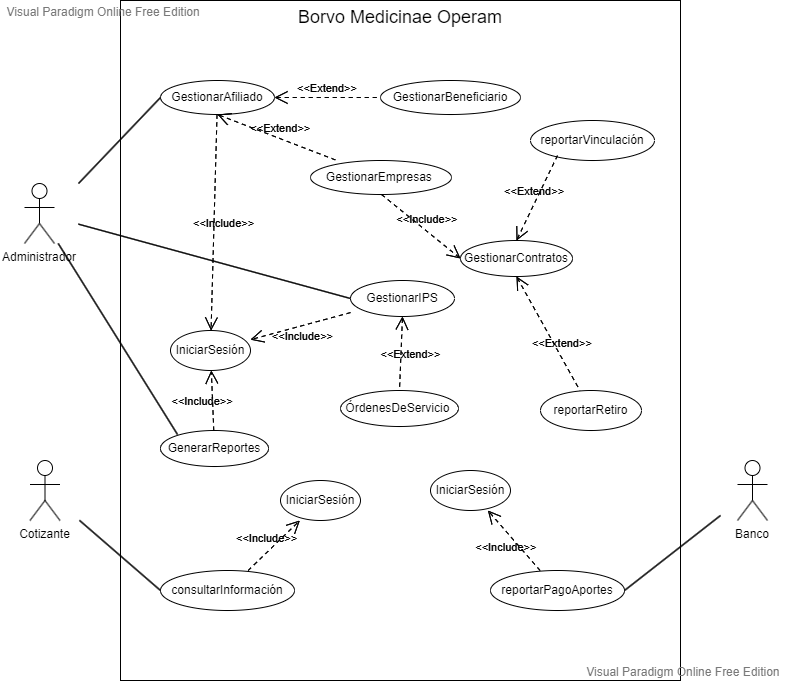 Visual Paradigm Online Free Edition
Borvo Medicinae Operam
GestionarAfiliado
<<Extend>>
GestionarBeneficiario
<<Extend>>
reportarVinculación
GestionarEmpresas
<<Extend>>
<<Include>>
<<Include>>
Administrador
GestionarContratos
GestionarIPS
<<Include>>
<<Extend>>
IniciarSesión
<<Extend>>
<<Include>>
ÓrdenesDeServicio
reportarRetiro
GenerarReportes
IniciarSesión
IniciarSesión
Cotizante
Banco
<<Include>>
<<Include>>
consultarInformación
reportarPagoAportes
Visual Paradigm Online Free Edition